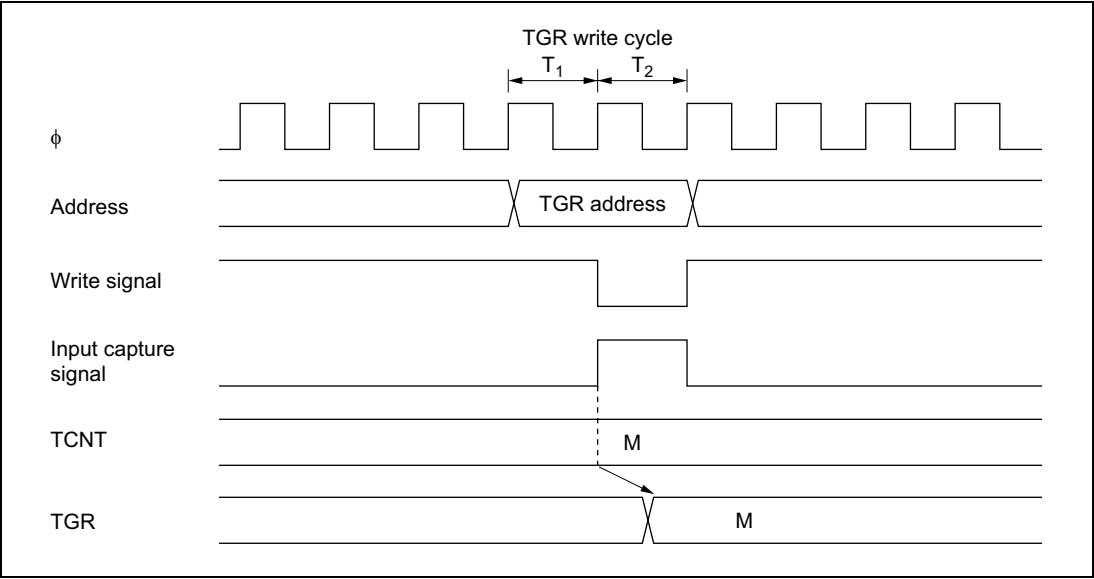 TGR write cycle
T1 T2
ϕ
Address TGR address
Write signal
Input capture
signal
TCNT M
TGR M